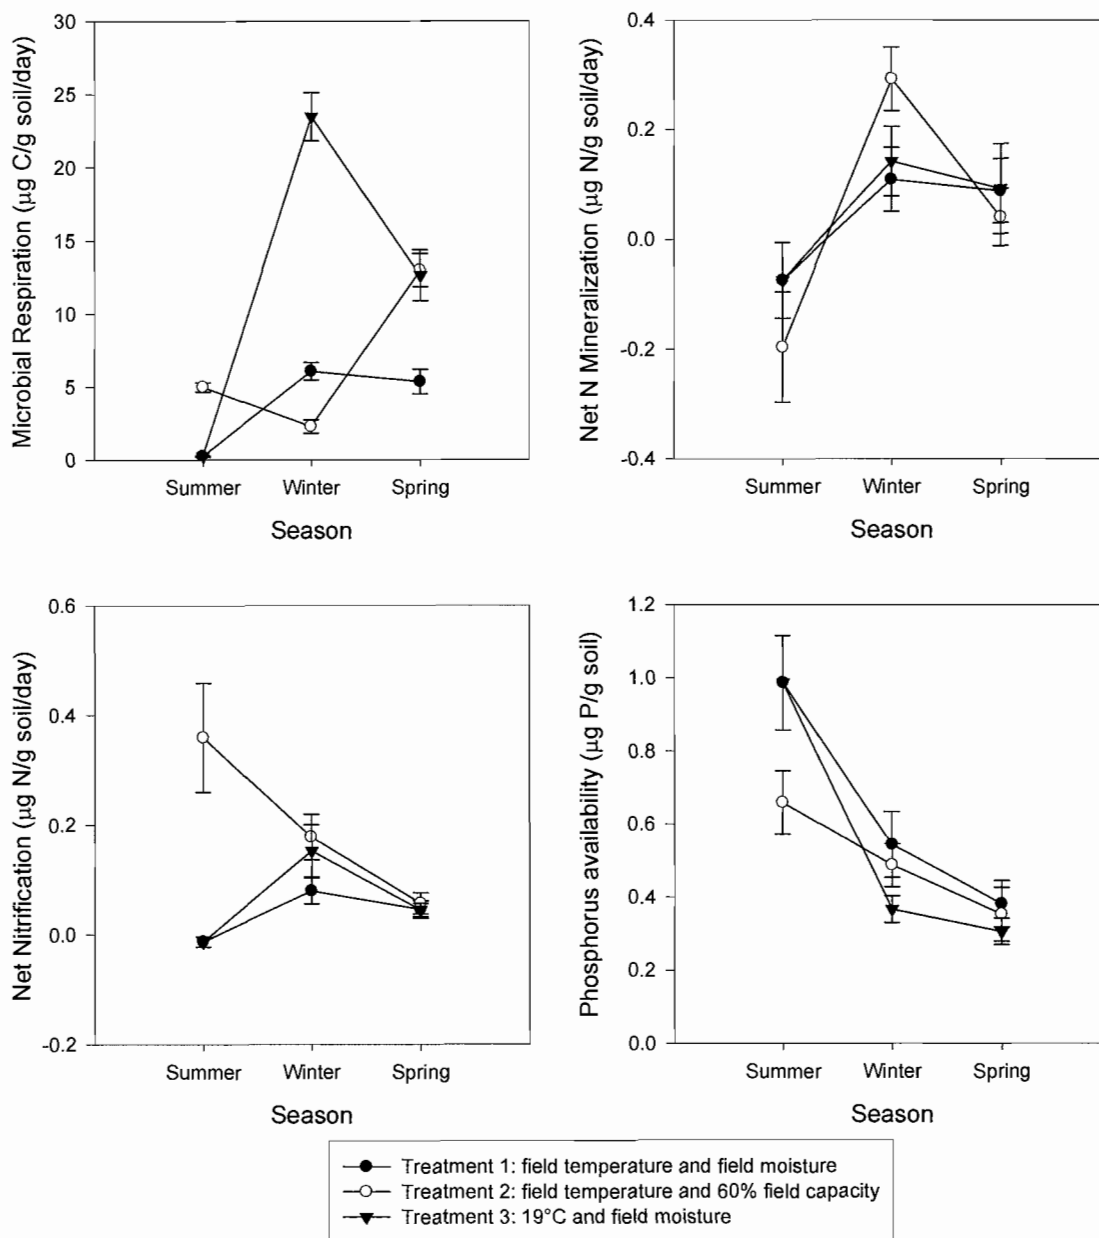 Microbial Respiration (µg C/g soil/day)
30
25
20
15
10
5
0
Summer Winter Spring
Season
Net N Mineralization (µg N/g soil/day)
0.4
0.2
0.0
-0.2
-0.4
Summer Winter Spring
Season
Net Nitrification (µg N/g soil/day)
0.6
0.4
0.2
0.0
-0.2
Summer Winter Spring
Season
Phosphorus availability (µg P/g soil)
1.2
1.0
0.8
0.6
0.4
0.2
0.0
Summer Winter Spring
Season
Treatment 1: field temperature and field moisture
Treatment 2: field temperature and 60% field capacity
Treatment 3: 19°C and field moisture